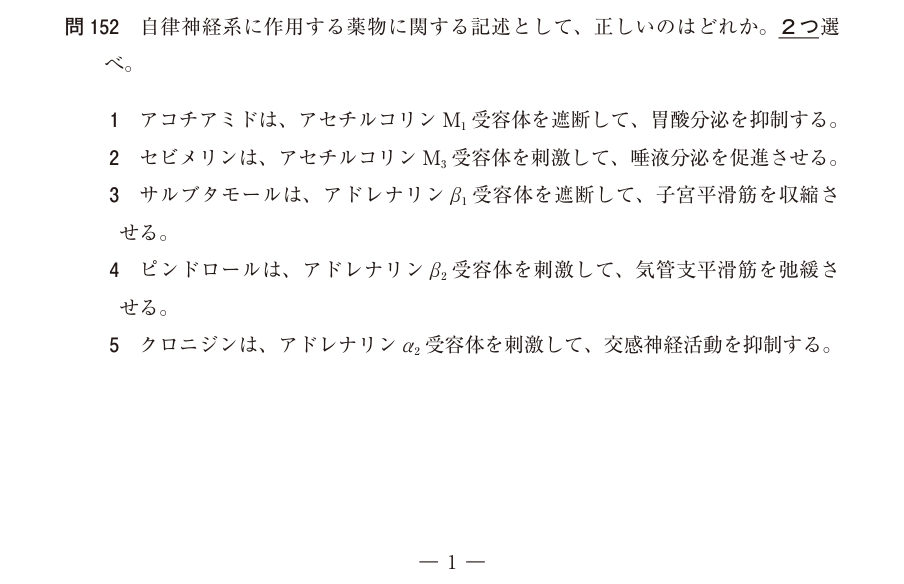 問 152　自律神経系に作用する薬物に関する記述として、正しいのはどれか。２つ選
べ。
1　アコチアミドは、アセチルコリン M₁ 受容体を遮断して、胃酸分泌を抑制する。
2　セビメリンは、アセチルコリン M₃ 受容体を刺激して、唾液分泌を促進させる。
3　サルブタモールは、アドレナリン β₁ 受容体を遮断して、子宮平滑筋を収縮さ
せる。
4　ピンドロールは、アドレナリン β₂ 受容体を刺激して、気管支平滑筋を弛緩さ
せる。
5　クロニジンは、アドレナリン α₂ 受容体を刺激して、交感神経活動を抑制する。
— 1 —